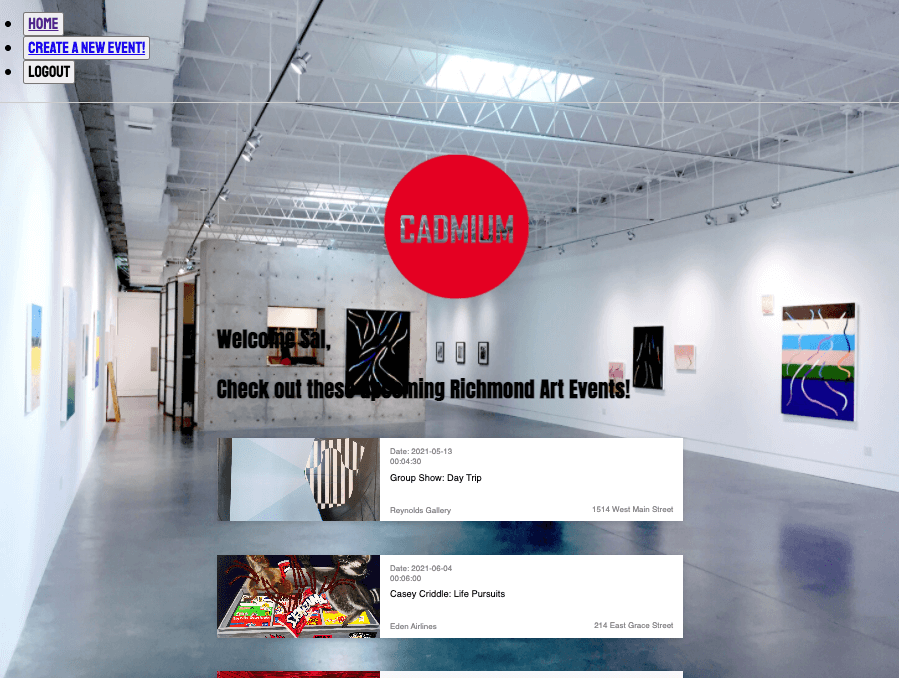 HOME
CREATE A NEW EVENT!
LOGOUT
CADMIUM
Welcome Sal,
Check out these upcoming Richmond Art Events!
Date: 2021-05-13
00:04:30
Group Show: Day Trip
Reynolds Gallery
1514 West Main Street
Date: 2021-06-04
00:06:00
Casey Criddle: Life Pursuits
Eden Airlines
214 East Grace Street